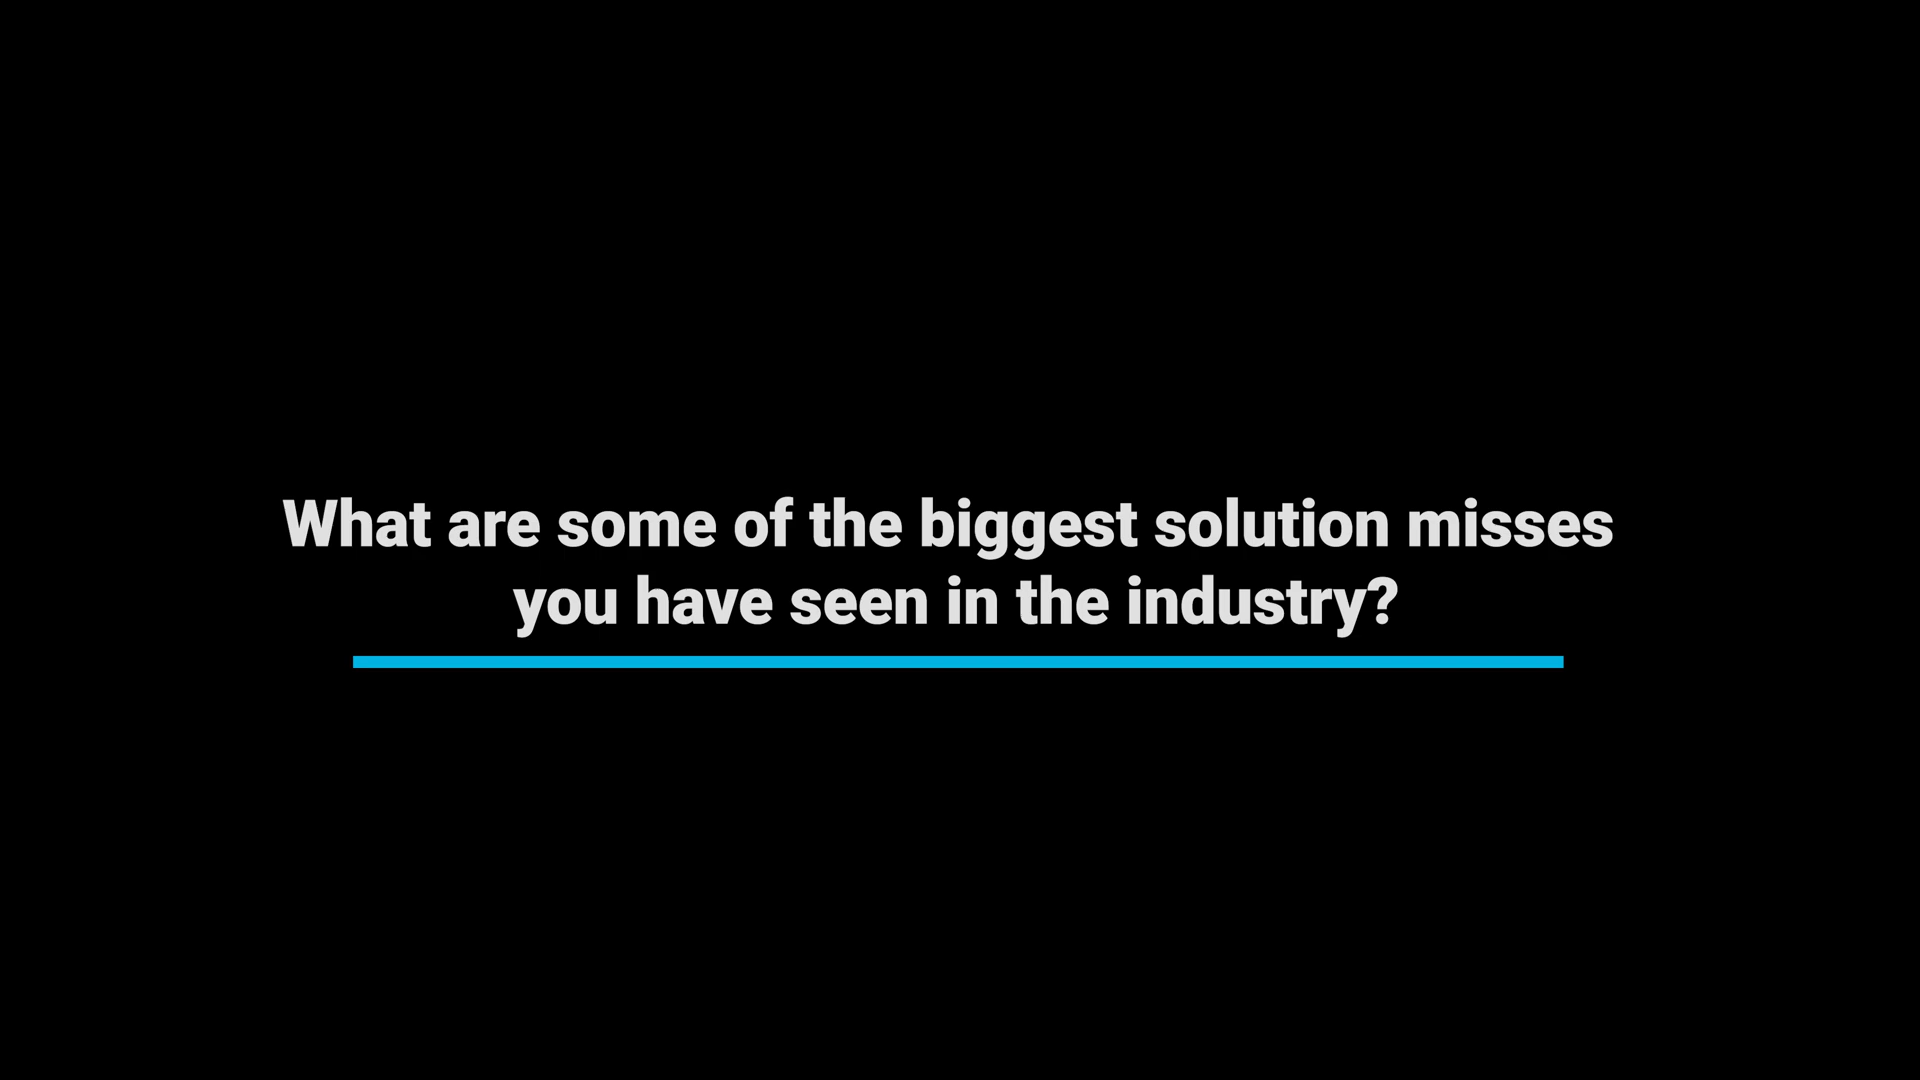 What are some of the biggest solution misses
you have seen in the industry?